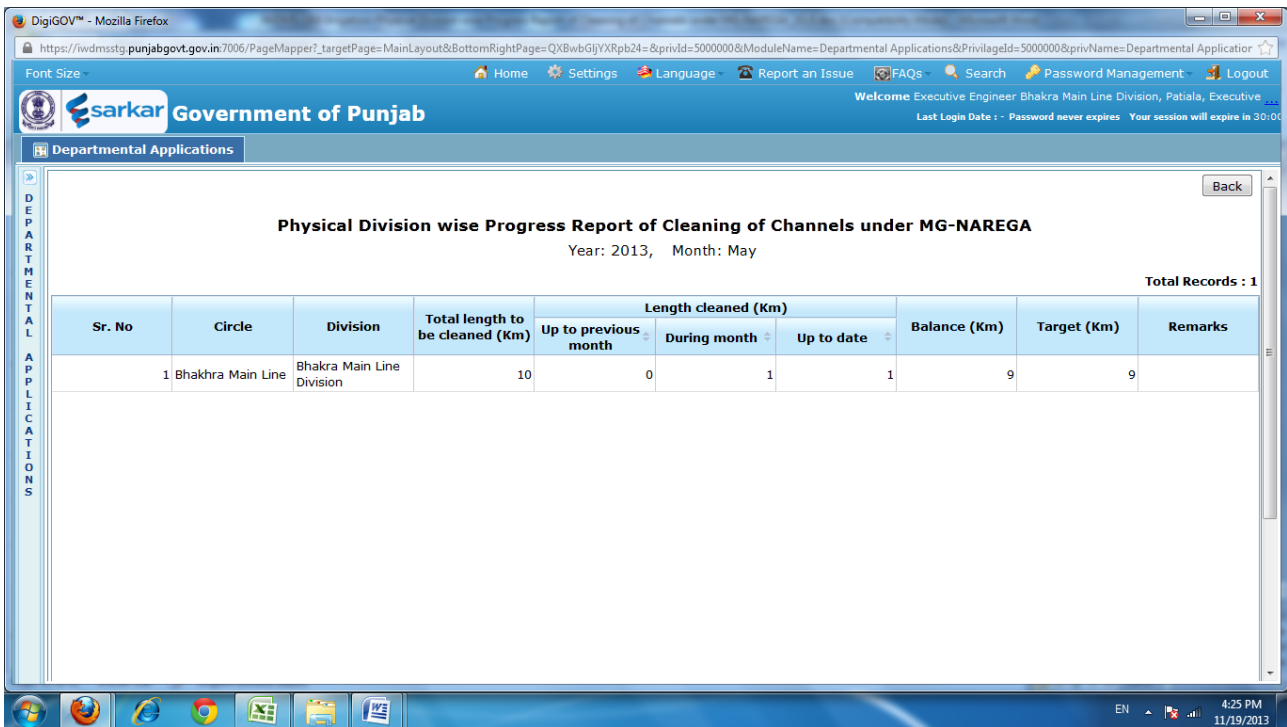 DigiGOV™ - Mozilla Firefox
https://iwdmsstg.punjabgovt.gov.in:7006/PageMapper?_targetPage=MainLayout&BottomRightPage=QXBwbGljYXRpb24=&privId=5000000&ModuleName=Departmental Applications&PrivilageId=5000000&privName=Departmental Applicatior
Font Size Home Settings Language Report an Issue FAQs Search Password Management Logout
esarkar Government of Punjab
Welcome Executive Engineer Bhakra Main Line Division, Patiala, Executive ...
Last Login Date : - Password never expires Your session will expire in 30:00
Departmental Applications
DEPARTMENTAL APPLICATIONS
Back
Physical Division wise Progress Report of Cleaning of Channels under MG-NAREGA
Year: 2013, Month: May
Total Records : 1
Sr. No Circle Division Total length to be cleaned (Km) Length cleaned (Km) Balance (Km) Target (Km) Remarks
Up to previous month During month Up to date
1 Bhakhra Main Line Bhakra Main Line Division 10 0 1 1 9 9
EN 4:25 PM
11/19/2013